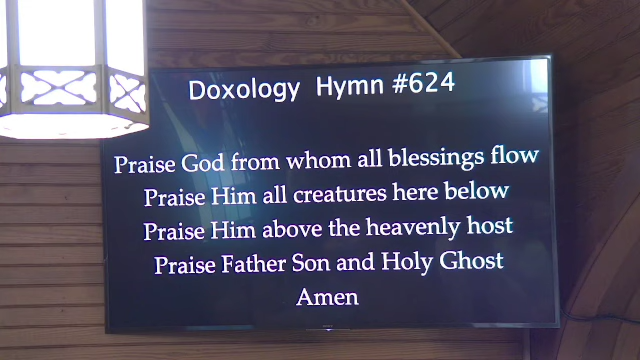 Doxology Hymn #624
Praise God from whom all blessings flow
Praise Him all creatures here below
Praise Him above the heavenly host
Praise Father Son and Holy Ghost
Amen